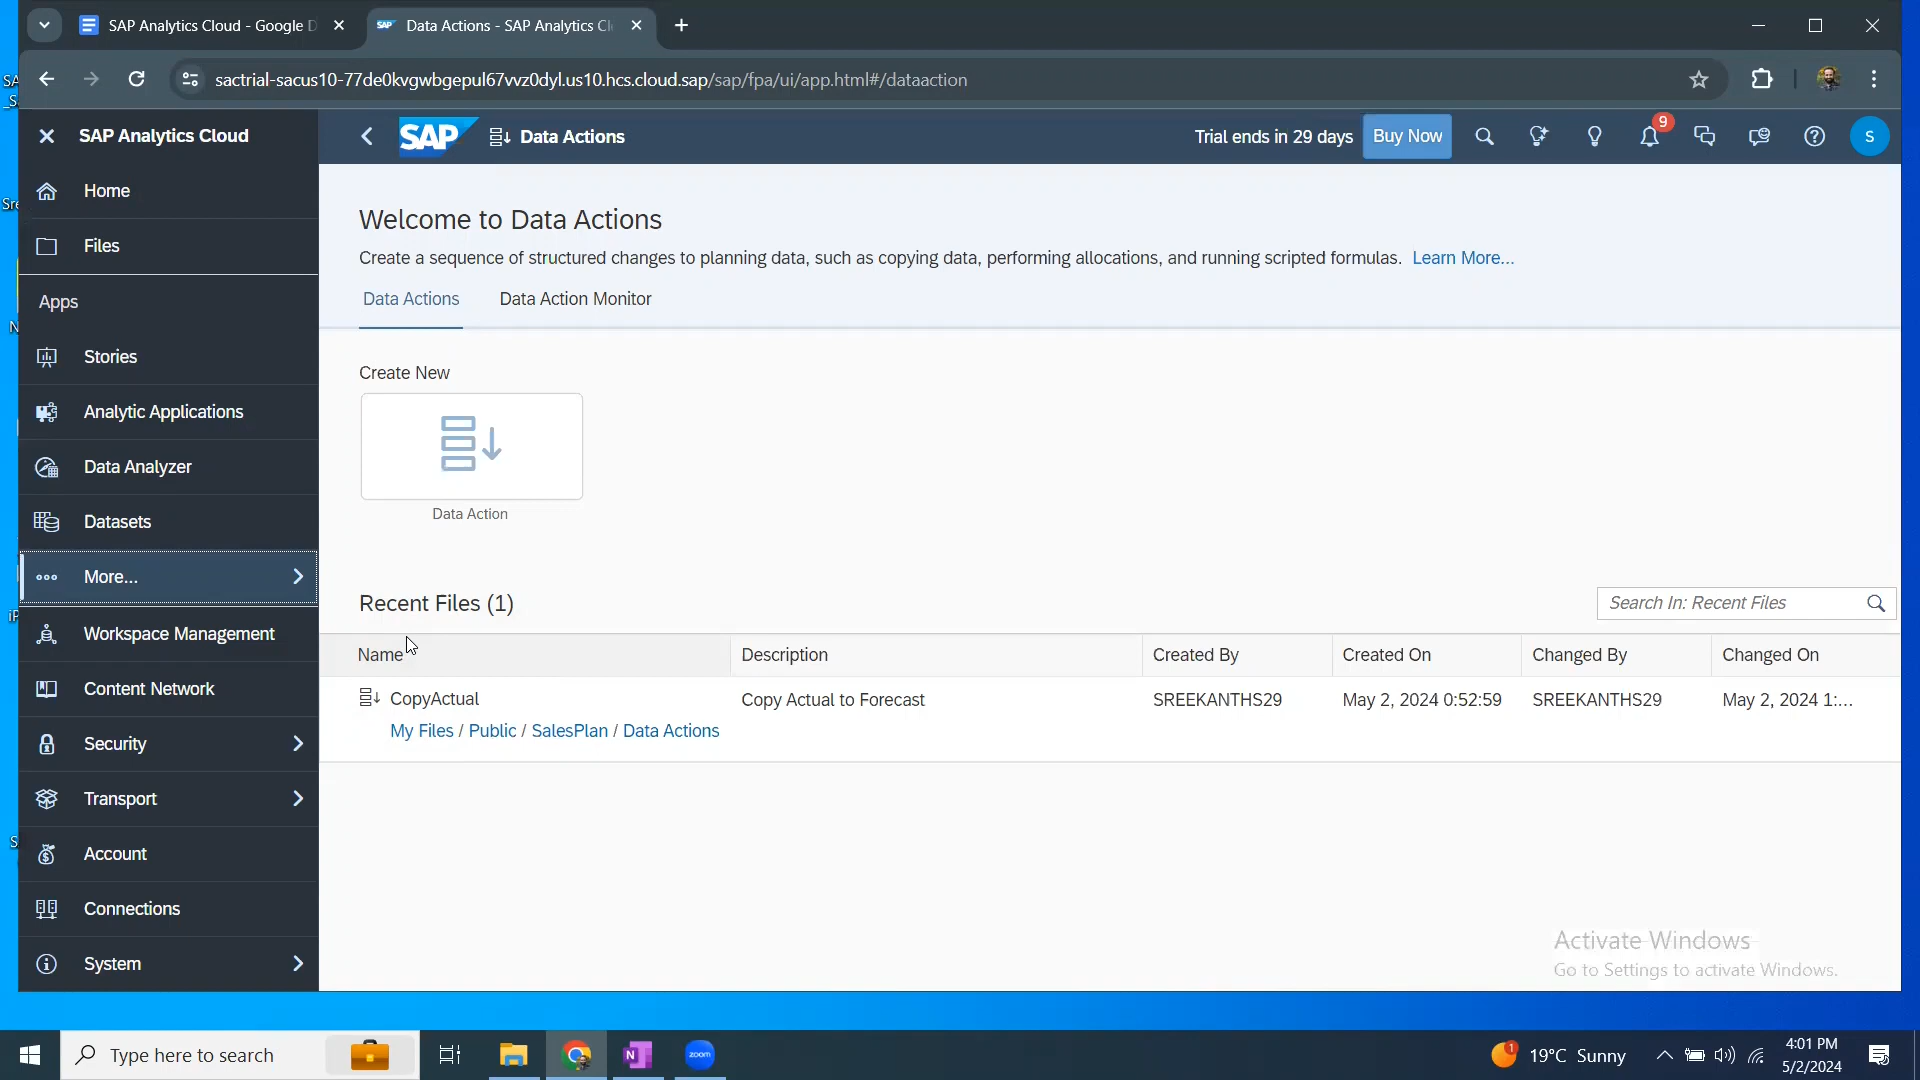 SAP Analytics Cloud - Google D
Data Actions - SAP Analytics Cl
sactrial-sacus10-77de0kvgwbgepul67vvz0dyl.us10.hcs.cloud.sap/sap/fpa/ui/app.html#/dataaction
SAP Analytics Cloud
SAP
Data Actions
Trial ends in 29 days
Buy Now
9
S
Home
Files
Apps
Stories
Analytic Applications
Data Analyzer
Datasets
More...
Workspace Management
Content Network
Security
Transport
Account
Connections
System
Welcome to Data Actions
Create a sequence of structured changes to planning data, such as copying data, performing allocations, and running scripted formulas. Learn More...
Data Actions
Data Action Monitor
Create New
Data Action
Recent Files (1)
Search In: Recent Files
Name
Description
Created By
Created On
Changed By
Changed On
CopyActual
Copy Actual to Forecast
SREEKANTHS29
May 2, 2024 0:52:59
SREEKANTHS29
May 2, 2024 1:...
My Files / Public / SalesPlan / Data Actions
Activate Windows
Go to Settings to activate Windows.
Type here to search
N
zoom
1
19°C Sunny
4:01 PM
5/2/2024